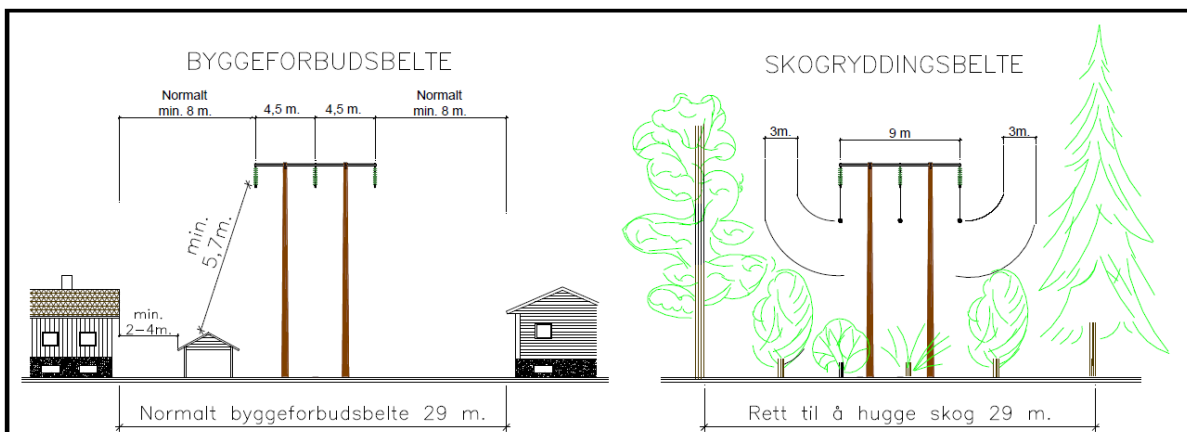 BYGGEFORBUDSBELTE
Normalt
min. 8 m.
4,5 m.
4,5 m.
Normalt
min. 8 m.
min.
5,7m.
min.
2-4m.
Normalt byggeforbudsbelte 29 m.
SKOGRYDDINGSBELTE
3m.
9 m
3m.
Rett til å hugge skog 29 m.